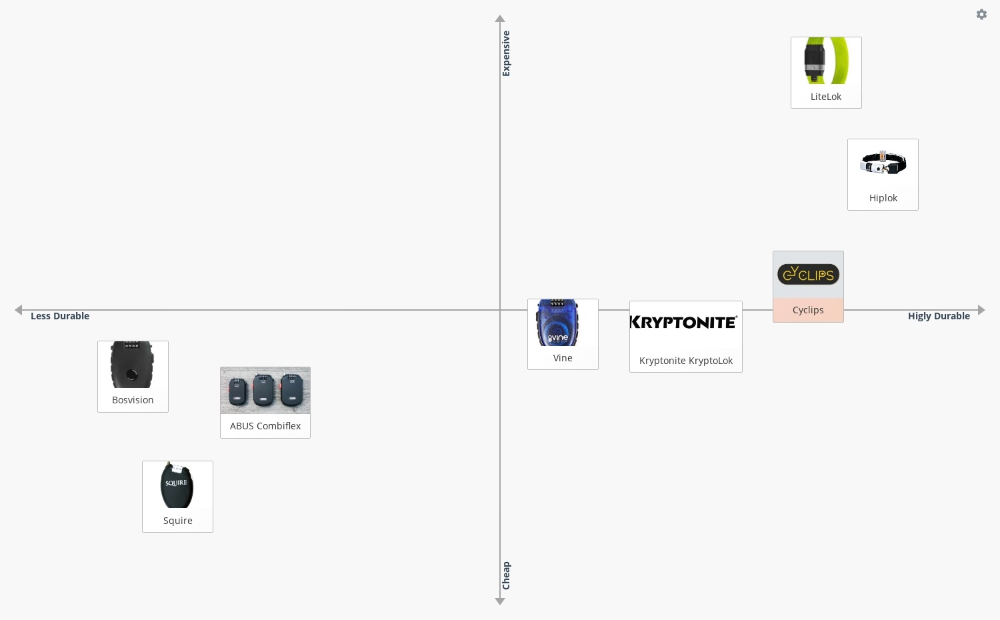 Expensive
LiteLok
Hiplok
CYCLIPS
Cyclips
Less Durable
Higly Durable
vine
Vine
KRYPTONITE
Kryptonite KryptoLok
Bosvision
ABUS Combiflex
SQUIRE
Squire
Cheap